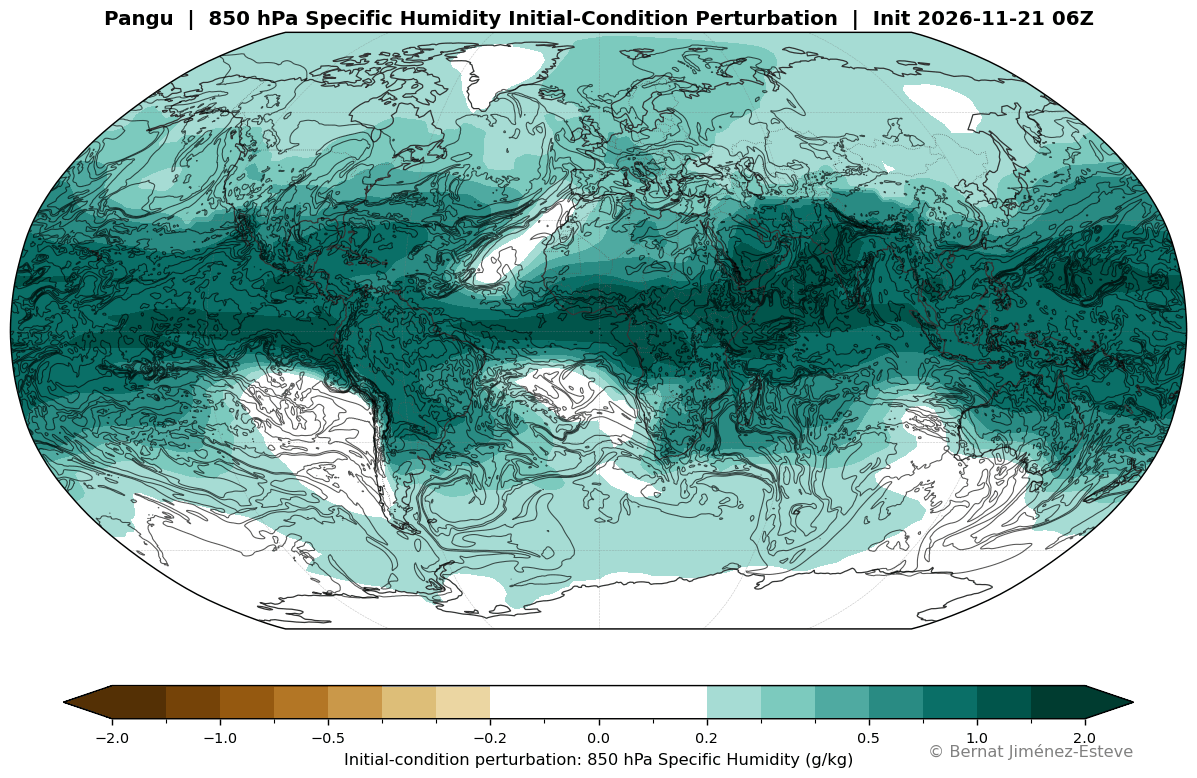 Pangu  |  850 hPa Specific Humidity Initial-Condition Perturbation  |  Init 2026-11-21 06Z
−2.0 −1.0 −0.5 −0.2 0.0 0.2 0.5 1.0 2.0
Initial-condition perturbation: 850 hPa Specific Humidity (g/kg)
© Bernat Jiménez-Esteve